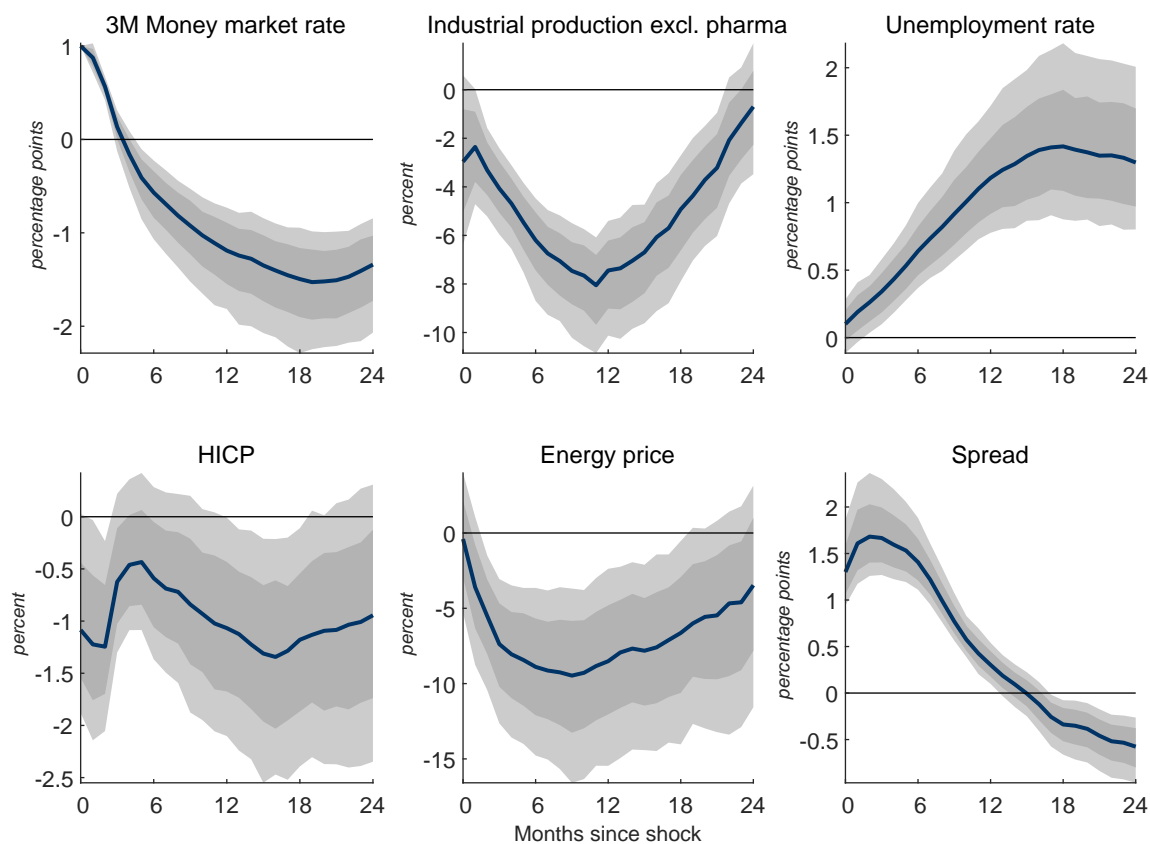 3M Money market rate
percentage points
1
0
-1
-2
0 6 12 18 24
Industrial production excl. pharma
percent
0
-2
-4
-6
-8
-10
0 6 12 18 24
Unemployment rate
percentage points
2
1.5
1
0.5
0
0 6 12 18 24
HICP
percent
0
-0.5
-1
-1.5
-2
-2.5
0 6 12 18 24
Energy price
percent
0
-5
-10
-15
0 6 12 18 24
Months since shock
Spread
percentage points
2
1.5
1
0.5
0
-0.5
0 6 12 18 24